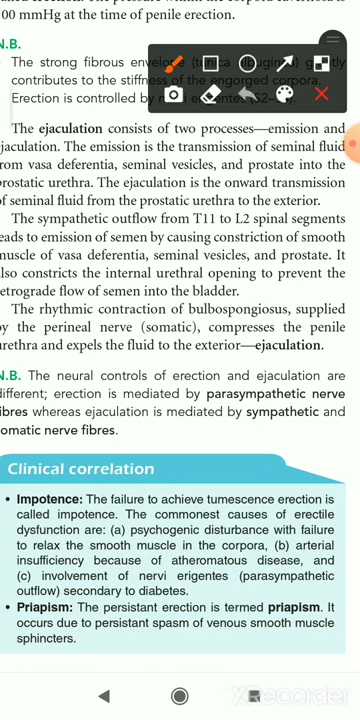 00 mmHg at the time of penile erection.
N.B.
The strong fibrous envelope
contributes to the stiffness of the engorged corpora.
Erection is controlled by
The ejaculation consists of two processes—emission and
jaculation. The emission is the transmission of seminal fluid
rom vasa deferentia, seminal vesicles, and prostate into the
rostatic urethra. The ejaculation is the onward transmission
of seminal fluid from the prostatic urethra to the exterior.
The sympathetic outflow from T11 to L2 spinal segments
eads to emission of semen by causing constriction of smooth
muscle of vasa deferentia, seminal vesicles, and prostate. It
lso constricts the internal urethral opening to prevent the
etrograde flow of semen into the bladder.
The rhythmic contraction of bulbospongiosus, supplied
by the perineal nerve (somatic), compresses the penile
urethra and expels the fluid to the exterior—ejaculation.
N.B. The neural controls of erection and ejaculation are
different; erection is mediated by parasympathetic nerve
fibres whereas ejaculation is mediated by sympathetic and
omatic nerve fibres.
Clinical correlation
• Impotence: The failure to achieve tumescence erection is
called impotence. The commonest causes of erectile
dysfunction are: (a) psychogenic disturbance with failure
to relax the smooth muscle in the corpora, (b) arterial
insufficiency because of atheromatous disease, and
(c) involvement of nervi erigentes (parasympathetic
outflow) secondary to diabetes.
• Priapism: The persistant erection is termed priapism. It
occurs due to persistant spasm of venous smooth muscle
sphincters.
XRecorder